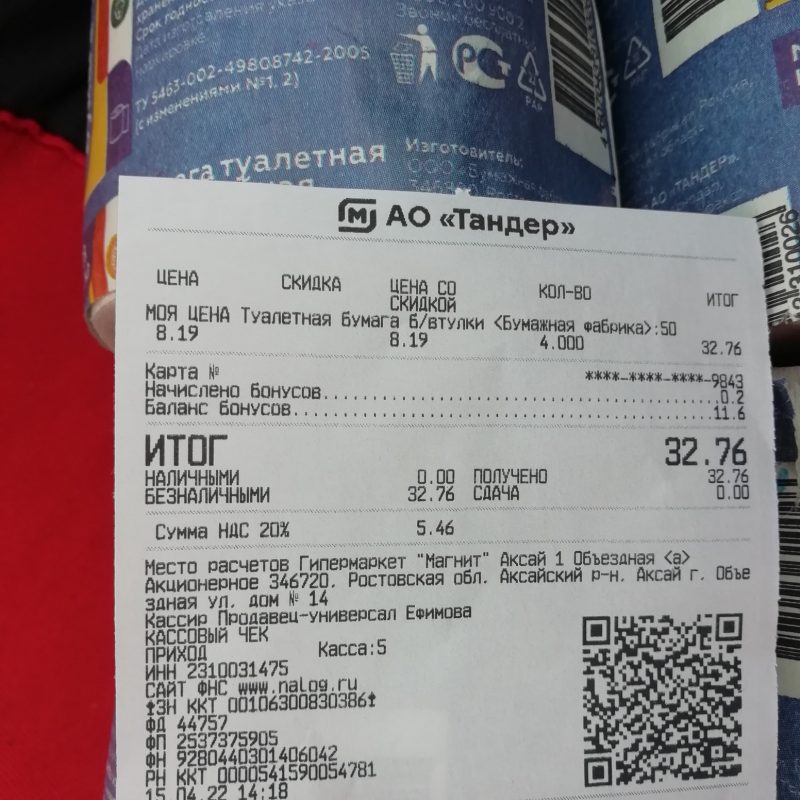 Срок годнос
ТУ 5463-002-49808742-2005
(с изменениями №1, 2)
PG
PAP
туалетная
Изготовитель:
АО «ТАНДЕР».
М АО «Тандер»
ЦЕНА СКИДКА ЦЕНА СО СКИДКОЙ КОЛ-ВО ИТОГ
МОЯ ЦЕНА Туалетная бумага б/втулки <Бумажная фабрика>:50
8.19 8.19 4.000 32.76
Карта № ****-****-****-9843
Начислено бонусов..............................0.2
Баланс бонусов................................11.6
ИТОГ 32.76
НАЛИЧНЫМИ 0.00 ПОЛУЧЕНО 32.76
БЕЗНАЛИЧНЫМИ 32.76 СДАЧА 0.00
Сумма НДС 20% 5.46
Место расчетов Гипермаркет "Магнит" Аксай 1 Объездная <а>
Акционерное 346720. Ростовская обл. Аксайский р-н. Аксай г. Объе
здная ул. дом № 14
Кассир Продавец-универсал Ефимова
КАССОВЫЙ ЧЕК
ПРИХОД Касса:5
ИНН 2310031475
САЙТ ФНС www.nalog.ru
ЗН ККТ 00106300830386
ФД 44757
ФП 2537375905
ФН 9280440301406042
РН ККТ 0000541590054781
15.04.22 14:18